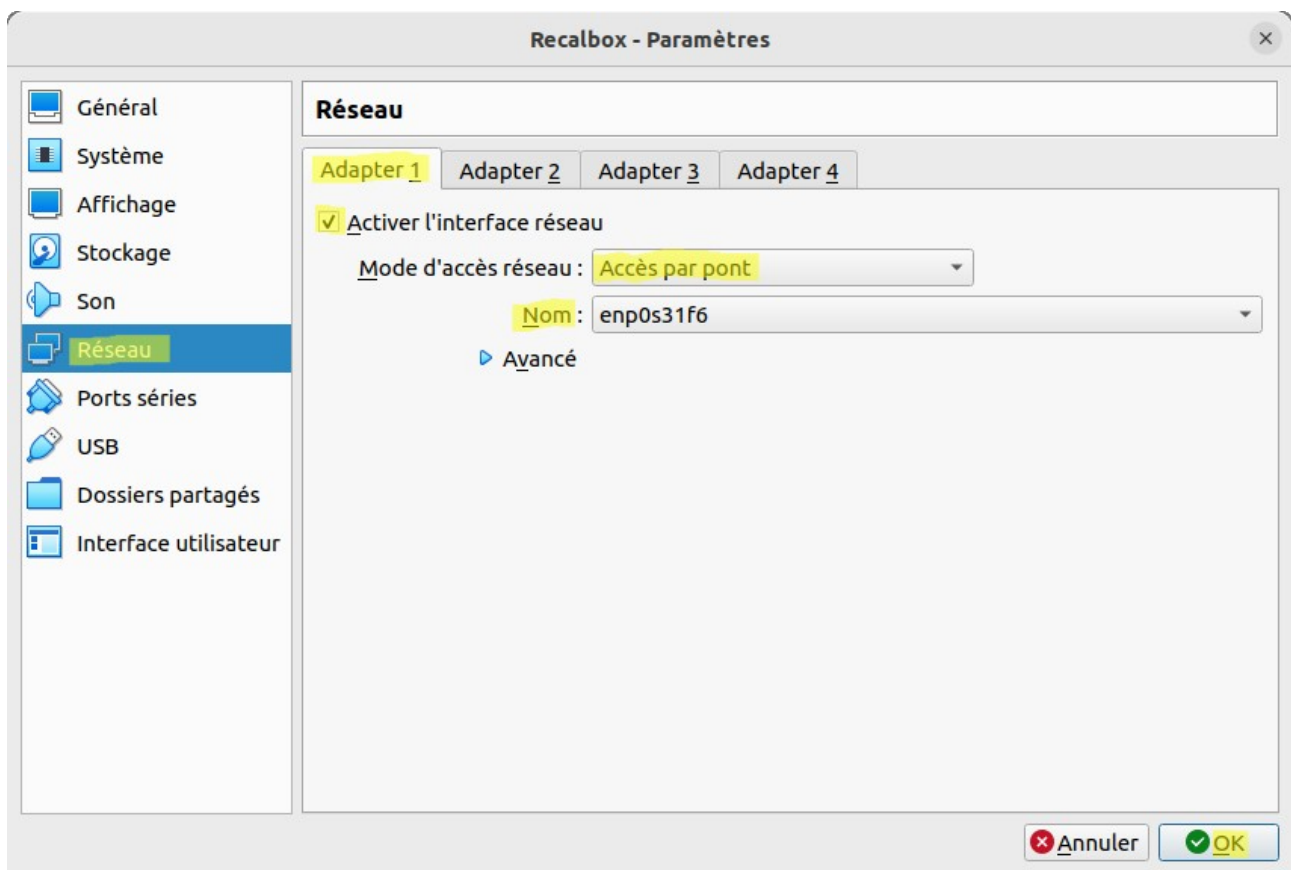 Recalbox - Paramètres
Général
Système
Affichage
Stockage
Son
Réseau
Ports séries
USB
Dossiers partagés
Interface utilisateur
Réseau
Adapter 1 Adapter 2 Adapter 3 Adapter 4
Activer l'interface réseau
Mode d'accès réseau : Accès par pont
Nom : enp0s31f6
Avancé
Annuler OK